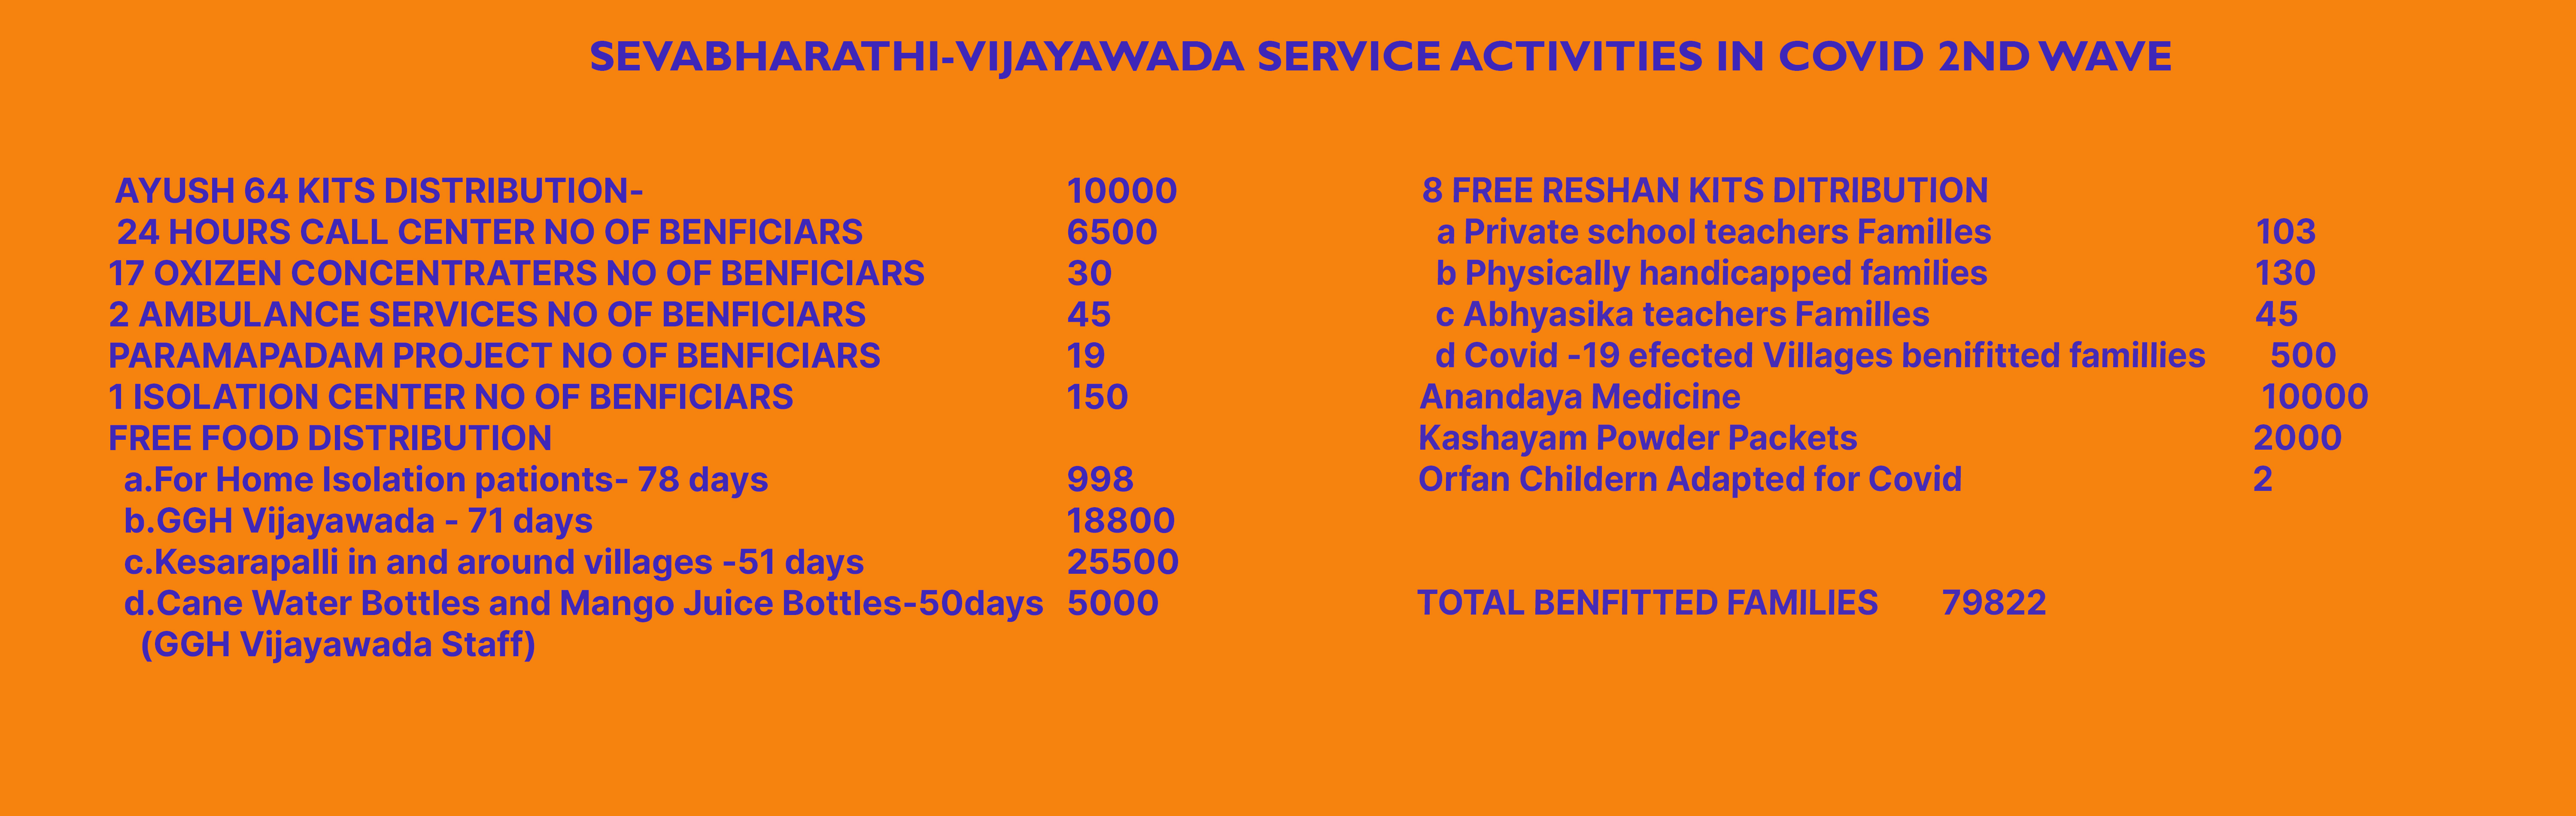 SEVABHARATHI-VIJAYAWADA SERVICE ACTIVITIES IN COVID 2ND WAVE
AYUSH 64 KITS DISTRIBUTION- 10000
24 HOURS CALL CENTER NO OF BENFICIARS 6500
17 OXIZEN CONCENTRATERS NO OF BENFICIARS 30
2 AMBULANCE SERVICES NO OF BENFICIARS 45
PARAMAPADAM PROJECT NO OF BENFICIARS 19
1 ISOLATION CENTER NO OF BENFICIARS 150
FREE FOOD DISTRIBUTION
a.For Home Isolation pationts- 78 days 998
b.GGH Vijayawada - 71 days 18800
c.Kesarapalli in and around villages -51 days 25500
d.Cane Water Bottles and Mango Juice Bottles-50days 5000
(GGH Vijayawada Staff)
8 FREE RESHAN KITS DITRIBUTION
a Private school teachers Familles 103
b Physically handicapped families 130
c Abhyasika teachers Familles 45
d Covid -19 efected Villages benifitted famillies 500
Anandaya Medicine 10000
Kashayam Powder Packets 2000
Orfan Childern Adapted for Covid 2
TOTAL BENFITTED FAMILIES 79822